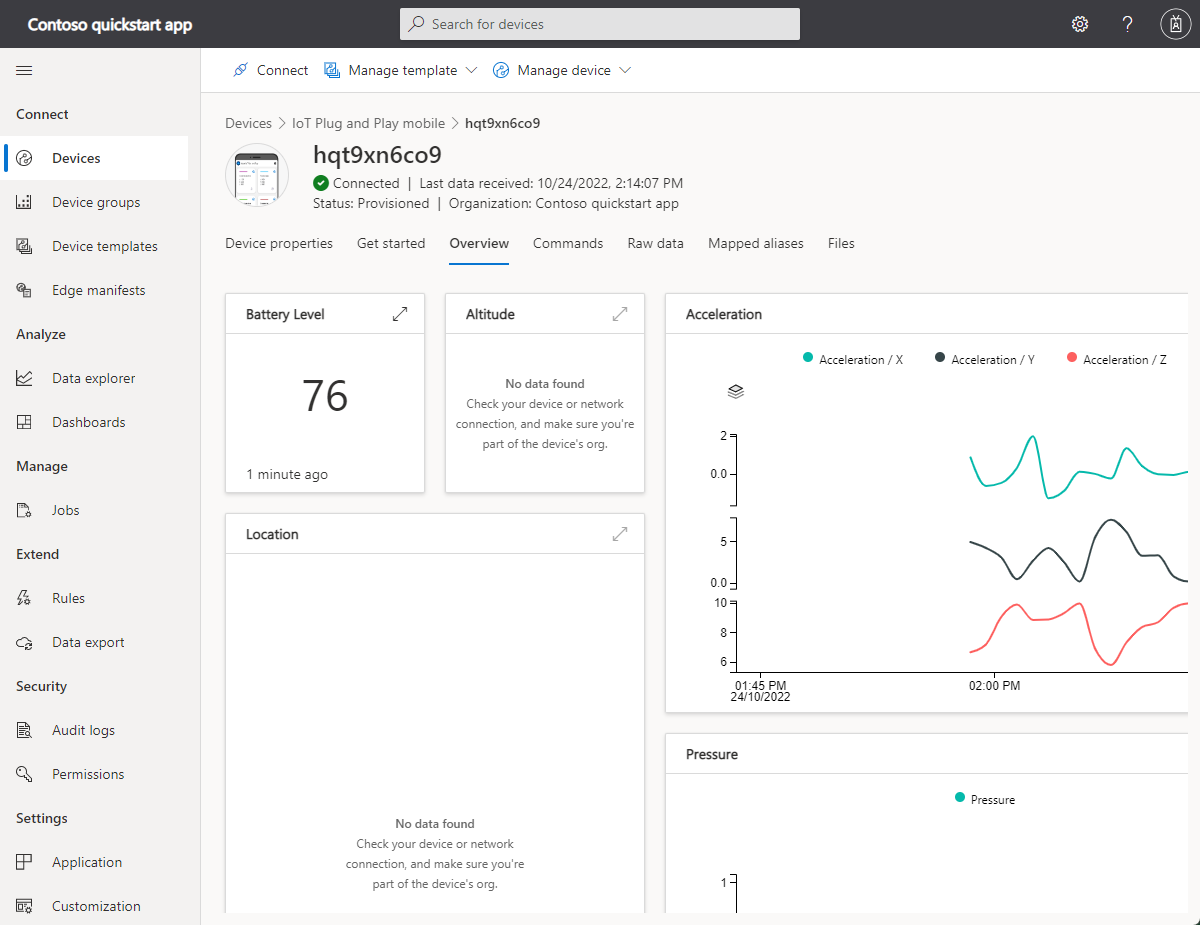 Contoso quickstart app
Search for devices
?
Connect
Devices
Device groups
Device templates
Edge manifests
Analyze
Data explorer
Dashboards
Manage
Jobs
Extend
Rules
Data export
Security
Audit logs
Permissions
Settings
Application
Customization
Connect
Manage template
Manage device
Devices > IoT Plug and Play mobile > hqt9xn6co9
hqt9xn6co9
Connected | Last data received: 10/24/2022, 2:14:07 PM
Status: Provisioned | Organization: Contoso quickstart app
Device properties
Get started
Overview
Commands
Raw data
Mapped aliases
Files
Battery Level
76
1 minute ago
Altitude
No data found
Check your device or network
connection, and make sure you're
part of the device's org.
Location
No data found
Check your device or network
connection, and make sure you're
part of the device's org.
Acceleration
Acceleration / X
Acceleration / Y
Acceleration / Z
2
0.0
5
0.0
10
8
6
01:45 PM
24/10/2022
02:00 PM
Pressure
Pressure
1